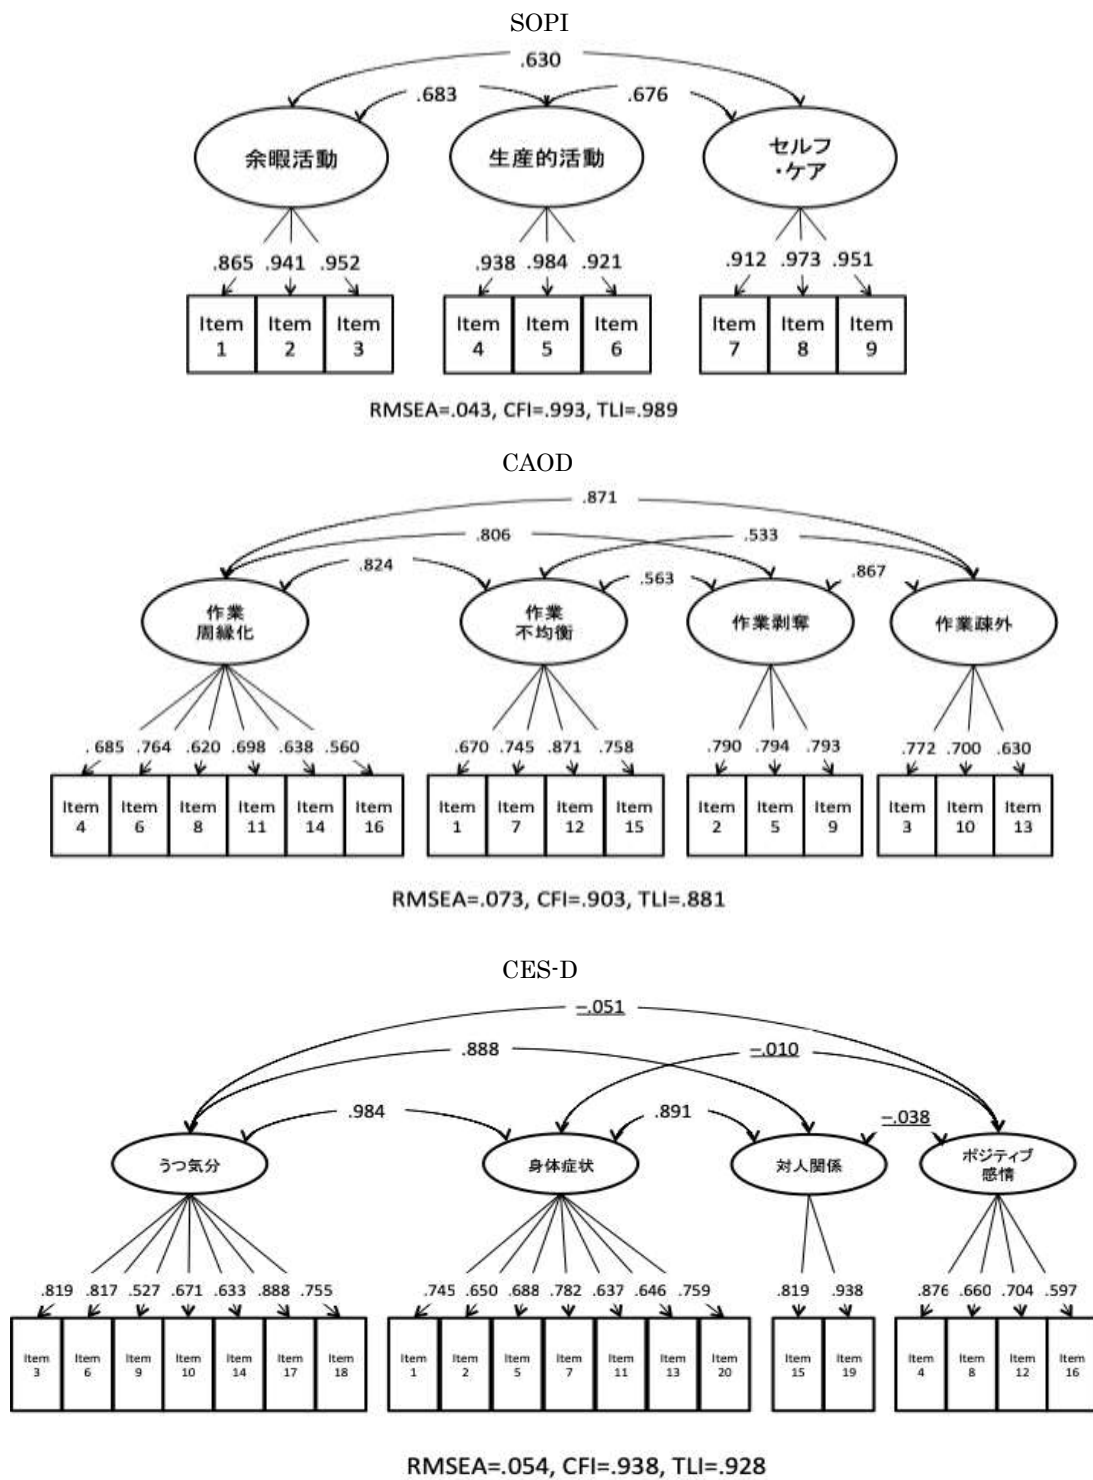 SOPI
.630
.683
.676
余暇活動
生産的活動
セルフ
・ケア
.865 .941 .952
.938 .984 .921
.912 .973 .951
Item
1
Item
2
Item
3
Item
4
Item
5
Item
6
Item
7
Item
8
Item
9
RMSEA=.043, CFI=.993, TLI=.989
CAOD
.871
.806
.533
.824
.563
.867
作業
周縁化
作業
不均衡
作業剥奪
作業疎外
.685 .764 .620 .698 .638 .560
.670 .745 .871 .758
.790 .794 .793
.772 .700 .630
Item
4
Item
6
Item
8
Item
11
Item
14
Item
16
Item
1
Item
7
Item
12
Item
15
Item
2
Item
5
Item
9
Item
3
Item
10
Item
13
RMSEA=.073, CFI=.903, TLI=.881
CES-D
−.051
.888
−.010
.984
.891
−.038
うつ気分
身体症状
対人関係
ポジティブ
感情
.819 .817 .527 .671 .633 .888 .755
.745 .650 .688 .782 .637 .646 .759
.819 .938
.876 .660 .704 .597
Item
3
Item
6
Item
9
Item
10
Item
14
Item
17
Item
18
Item
1
Item
2
Item
5
Item
7
Item
11
Item
13
Item
20
Item
15
Item
19
Item
4
Item
8
Item
12
Item
16
RMSEA=.054, CFI=.938, TLI=.928